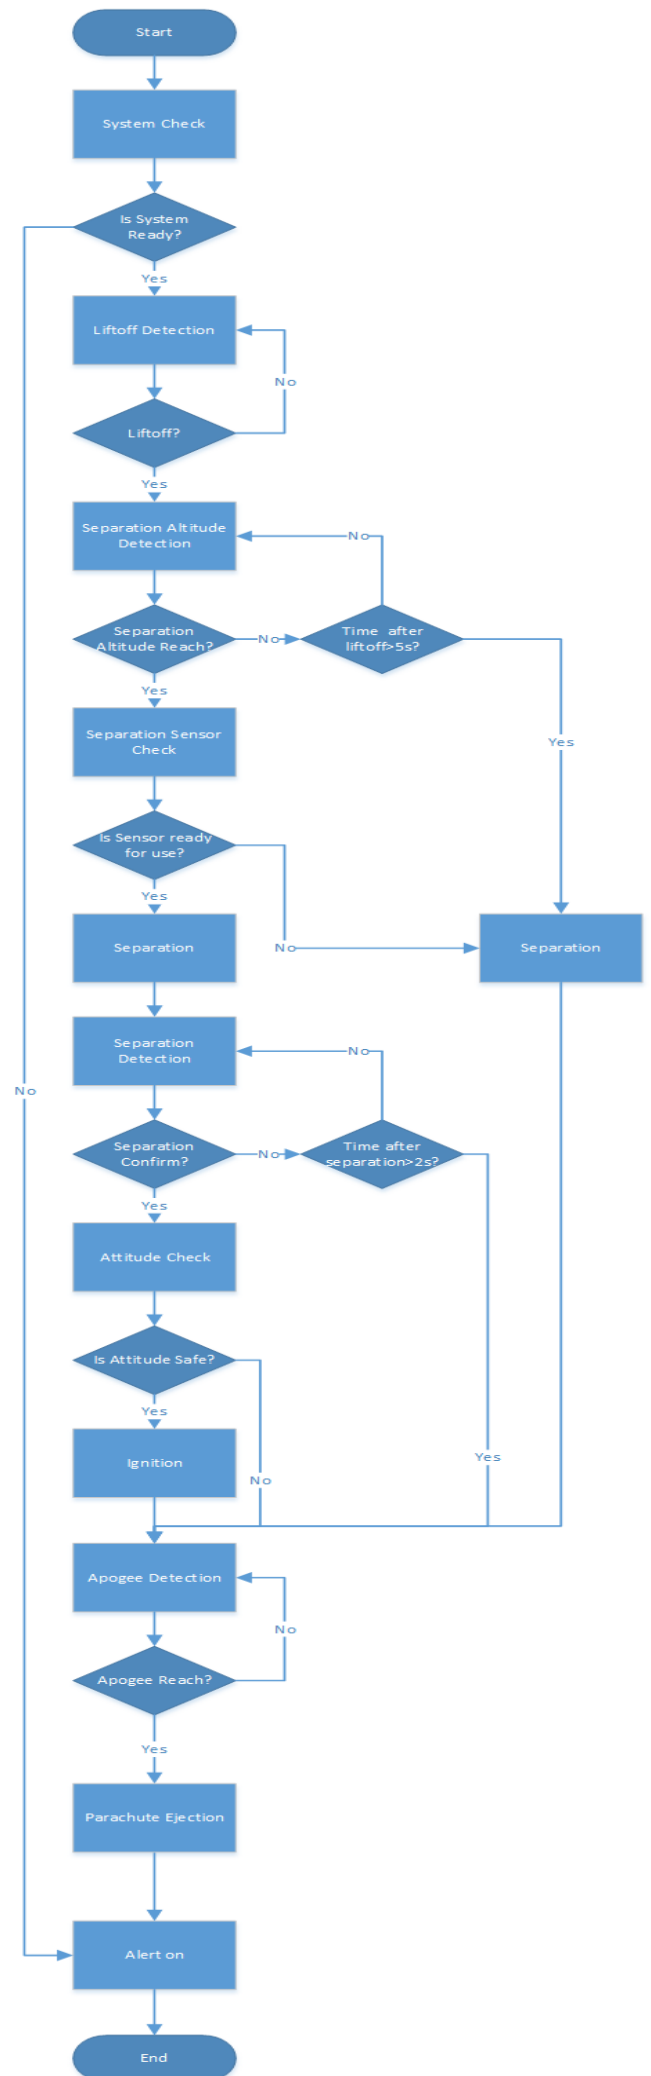 Start
System Check
Is System
Ready?
Yes
Liftoff Detection
No
Liftoff?
Yes
Separation Altitude
Detection
No
Separation
Altitude Reach?
No
Time after
liftoff>5s?
Yes
Separation Sensor
Check
Yes
Is Sensor ready
for use?
Yes
Separation
No
Separation
Separation
Detection
No
No
Separation
Confirm?
No
Time after
separation>2s?
Yes
Attitude Check
Is Attitude Safe?
Yes
Ignition
Yes
No
Apogee Detection
No
Apogee Reach?
Yes
Parachute Ejection
Alert on
End